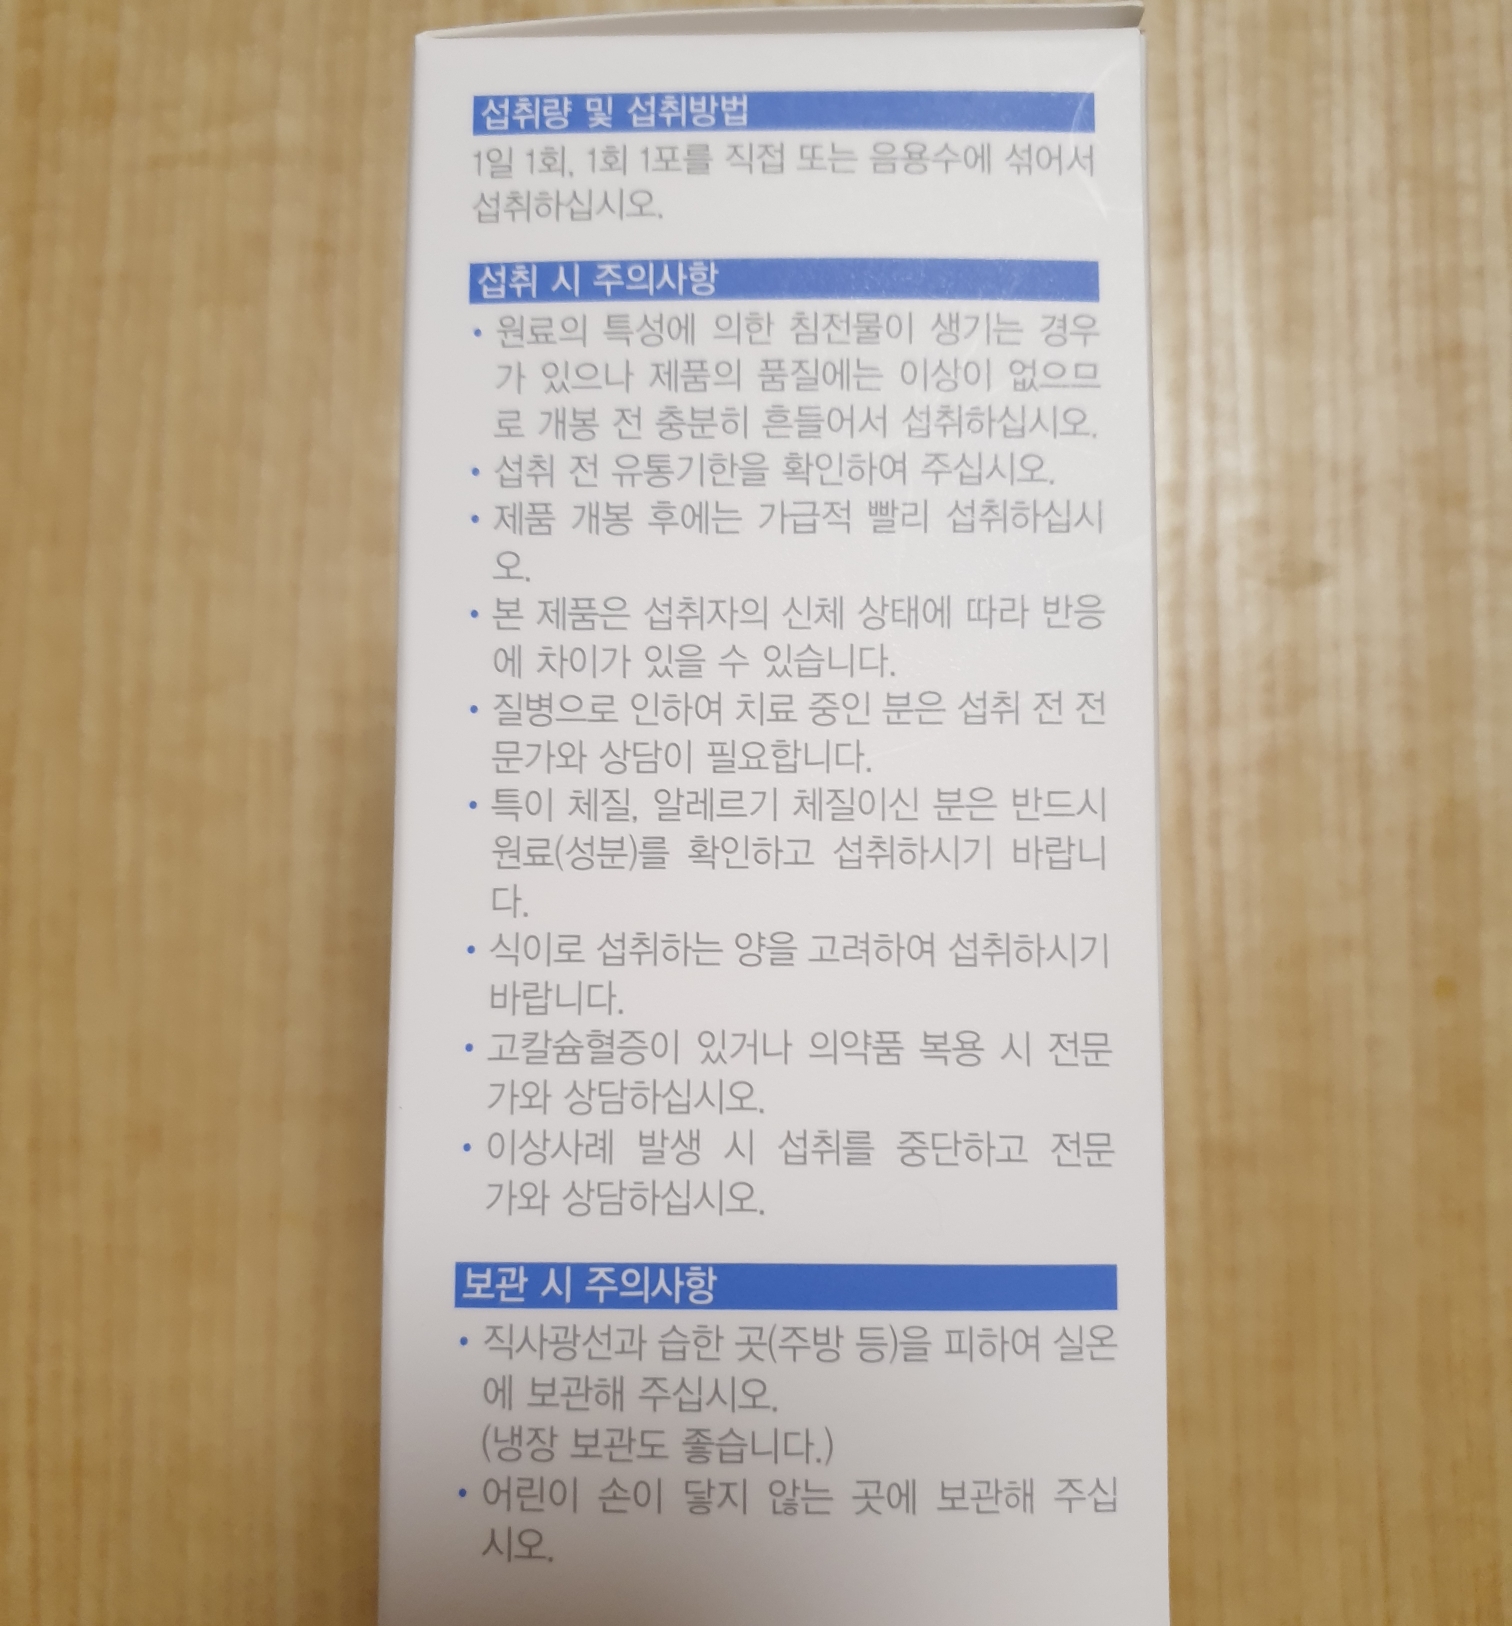 섭취량 및 섭취방법
1일 1회, 1회 1포를 직접 또는 음용수에 섞어서
섭취하십시오.
섭취 시 주의사항
• 원료의 특성에 의한 침전물이 생기는 경우
가 있으나 제품의 품질에는 이상이 없으므
로 개봉 전 충분히 흔들어서 섭취하십시오.
• 섭취 전 유통기한을 확인하여 주십시오.
• 제품 개봉 후에는 가급적 빨리 섭취하십시
오.
• 본 제품은 섭취자의 신체 상태에 따라 반응
에 차이가 있을 수 있습니다.
• 질병으로 인하여 치료 중인 분은 섭취 전 전
문가와 상담이 필요합니다.
• 특이 체질, 알레르기 체질이신 분은 반드시
원료(성분)를 확인하고 섭취하시기 바랍니
다.
• 식이로 섭취하는 양을 고려하여 섭취하시기
바랍니다.
• 고칼슘혈증이 있거나 의약품 복용 시 전문
가와 상담하십시오.
• 이상사례 발생 시 섭취를 중단하고 전문
가와 상담하십시오.
보관 시 주의사항
• 직사광선과 습한 곳(주방 등)을 피하여 실온
에 보관해 주십시오.
(냉장 보관도 좋습니다.)
• 어린이 손이 닿지 않는 곳에 보관해 주십
시오.